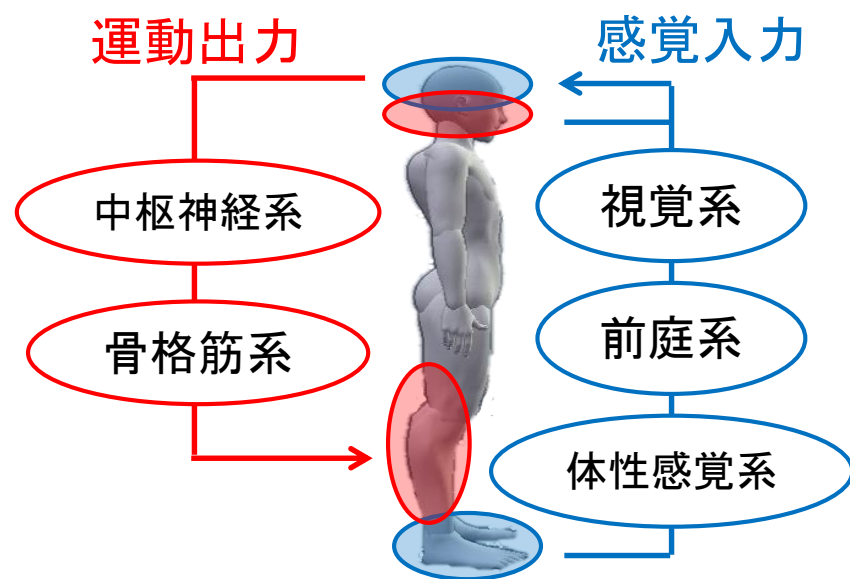 運動出力
感覚入力
中枢神経系
視覚系
骨格筋系
前庭系
体性感覚系